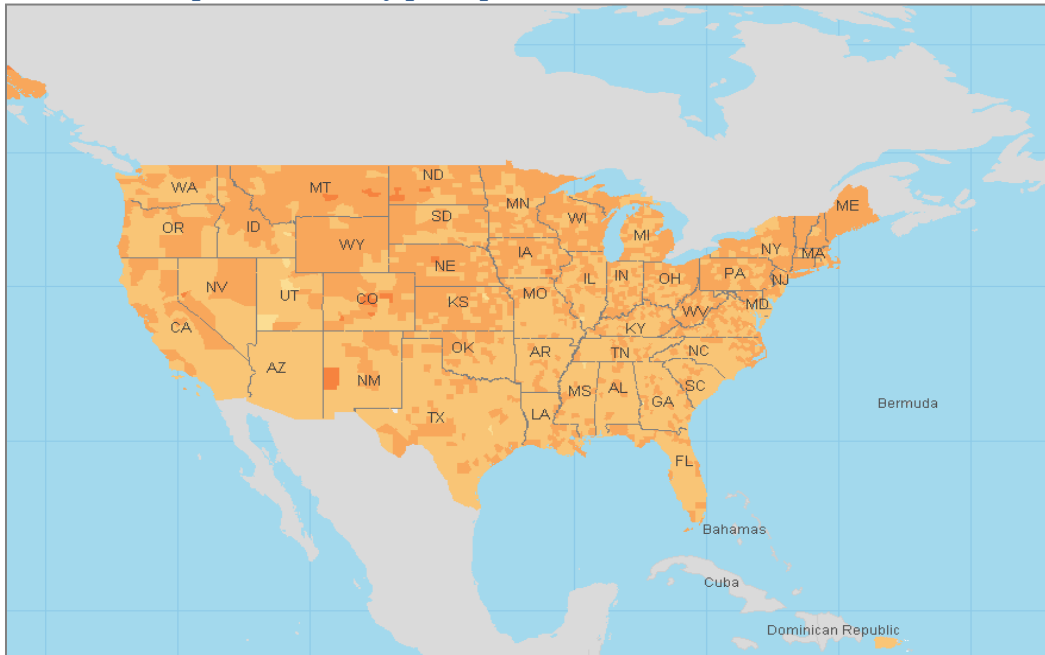 ME
ND
WA
MT
MN
OR
ID
SD
WI
MI
WY
NY
MA
IA
NE
PA
NV
UT
CO
IL
IN
OH
NJ
KS
MO
MD
WV
CA
KY
OK
AR
TN
NC
AZ
NM
MS
AL
SC
GA
TX
LA
Bermuda
FL
Bahamas
Cuba
Dominican Republic